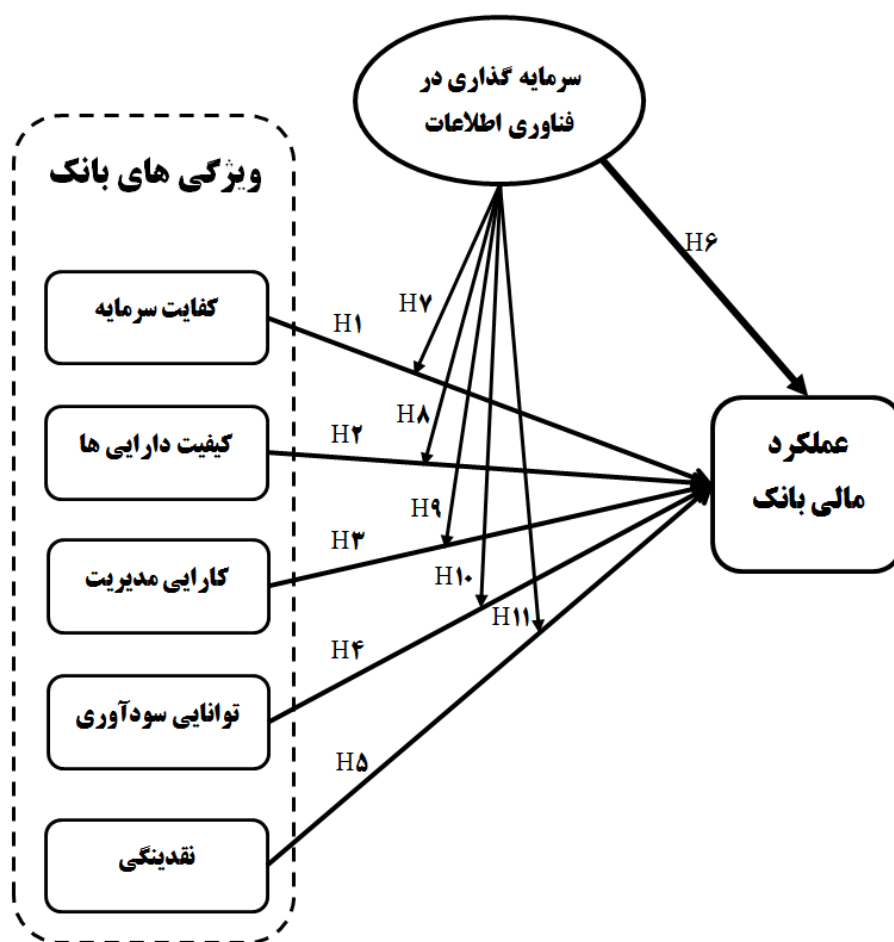 سرمایه گذاری در
فناوری اطلاعات
ویژگی های بانک
H۶
کفایت سرمایه
H۱
H۷
کیفیت دارایی ها
H۲
H۸
عملکرد
مالی بانک
H۹
کارایی مدیریت
H۳
H۱۰
H۱۱
توانایی سودآوری
H۴
H۵
نقدینگی